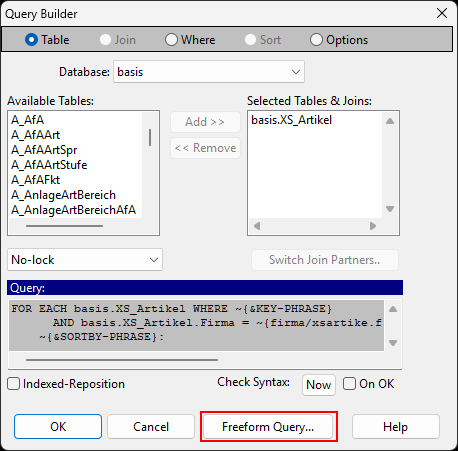 Query Builder
Table Join Where Sort Options
Database: basis
Available Tables: Selected Tables & Joins:
A_AfA
A_AfAArt
A_AfAArtSpr
A_AfAArtStufe
A_AfAFkt
A_AnlageArtBereich
A_AnlageArtBereichAfA
Add >>
<< Remove
basis.XS_Artikel
No-lock Switch Join Partners..
Query:
FOR EACH basis.XS_Artikel WHERE ~{&KEY-PHRASE}
AND basis.XS_Artikel.Firma = ~{firma/xsartike.f
~{&SORTBY-PHRASE}:
Indexed-Reposition Check Syntax: Now On OK
OK Cancel Freeform Query... Help